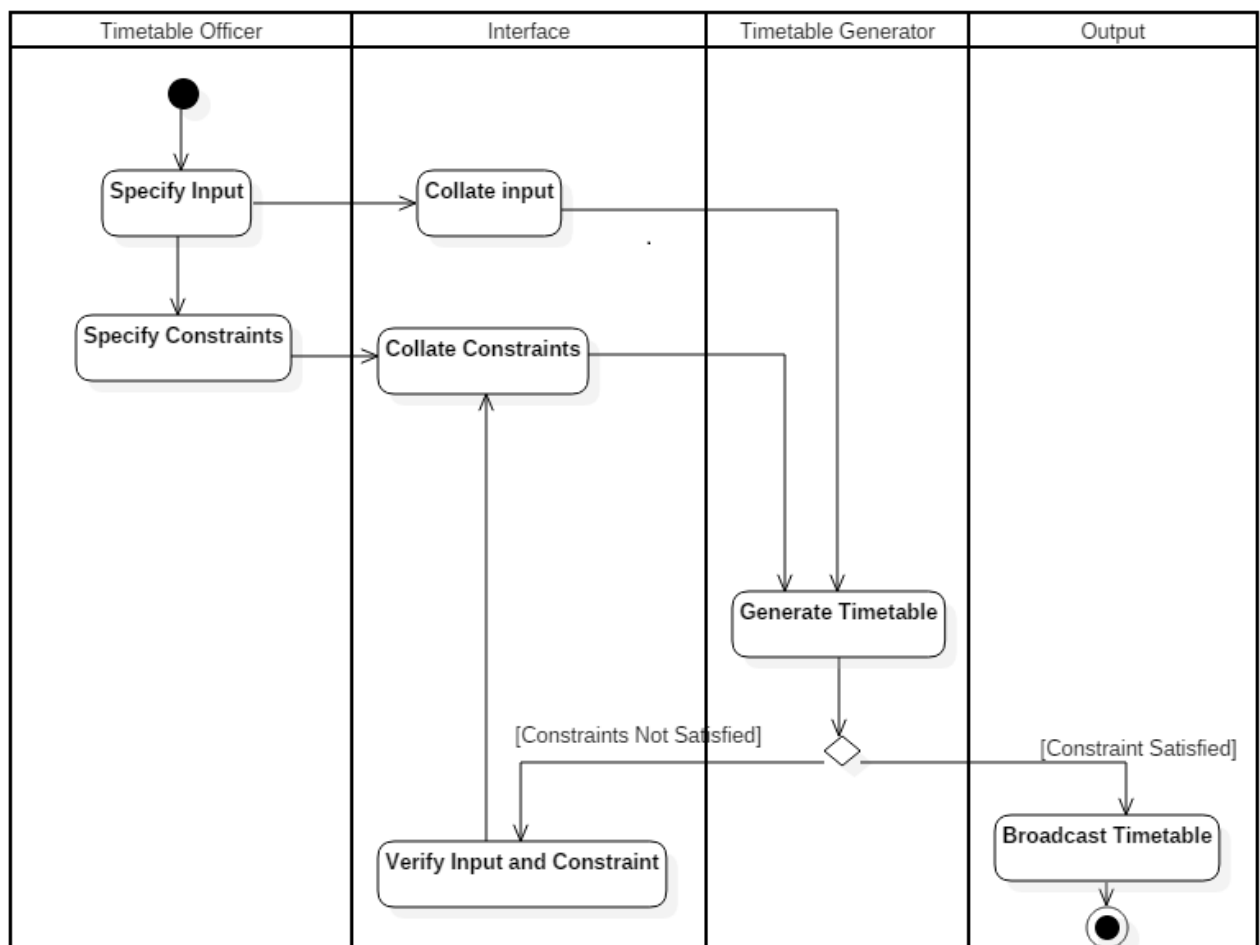 Timetable Officer
Interface
Timetable Generator
Output
Specify Input
Collate input
Specify Constraints
Collate Constraints
Generate Timetable
[Constraints Not Satisfied]
[Constraint Satisfied]
Broadcast Timetable
Verify Input and Constraint